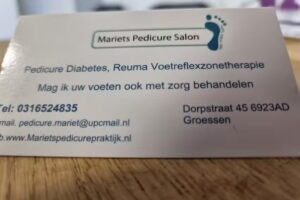 Mariets Pedicure Salon
Pedicure Diabetes, Reuma Voetreflexzonetherapie
Mag ik uw voeten ook met zorg behandelen
Tel: 0316524835
Dorpstraat 45 6923AD
email. pedicure.mariet@upcmail.nl
Groessen
b.www.Marietspedicurepraktijk.nl